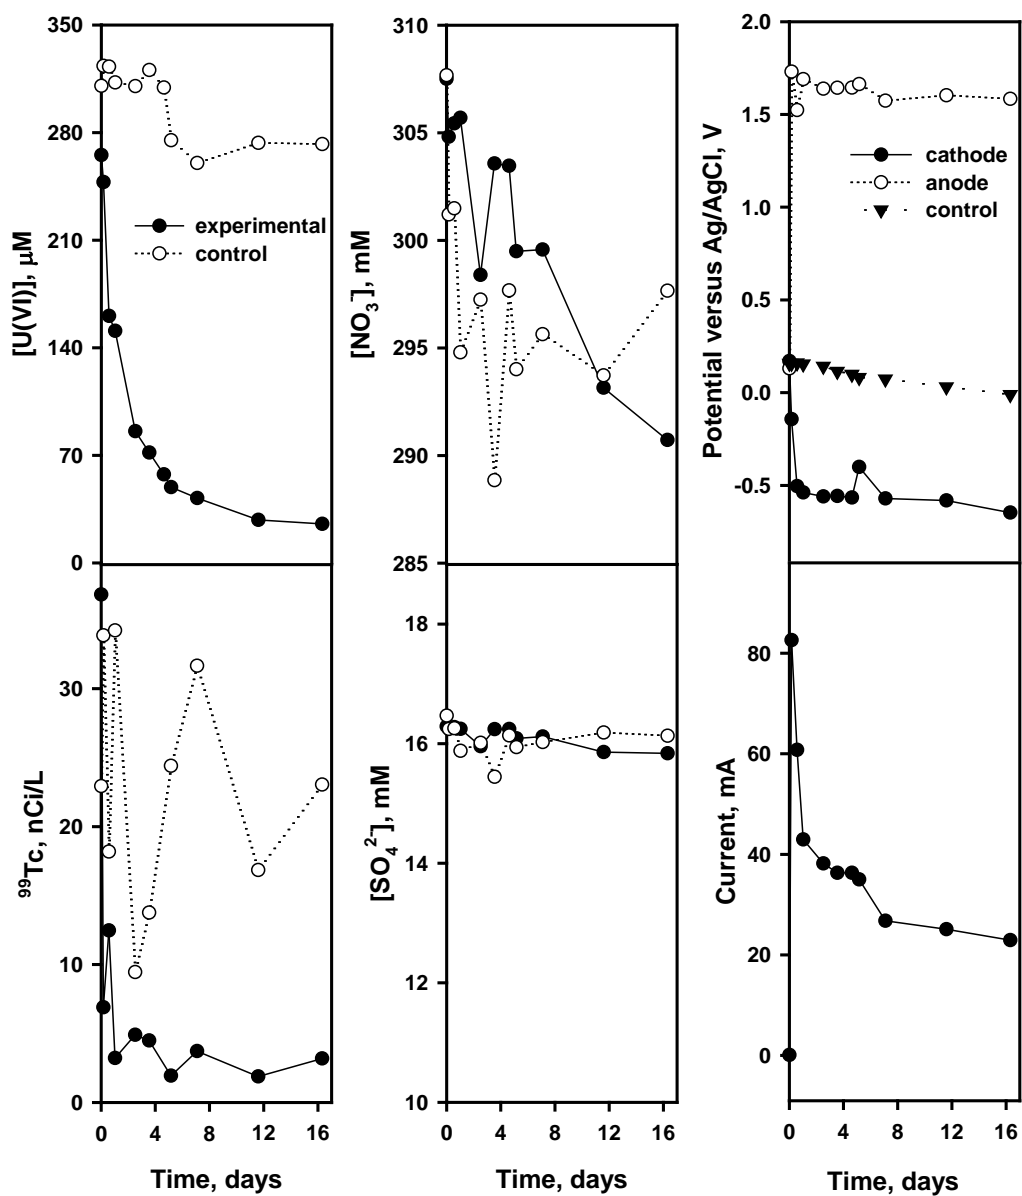 350
280
210
140
70
0
[U(VI)], µM
experimental
control
310
305
300
295
290
285
[NO₃⁻], mM
2.0
1.5
1.0
0.5
0.0
-0.5
Potential versus Ag/AgCl, V
cathode
anode
control
30
20
10
0
⁹⁹Tc, nCi/L
0 4 8 12 16
Time, days
18
16
14
12
10
[SO₄²⁻], mM
0 4 8 12 16
Time, days
80
60
40
20
0
Current, mA
0 4 8 12 16
Time, days